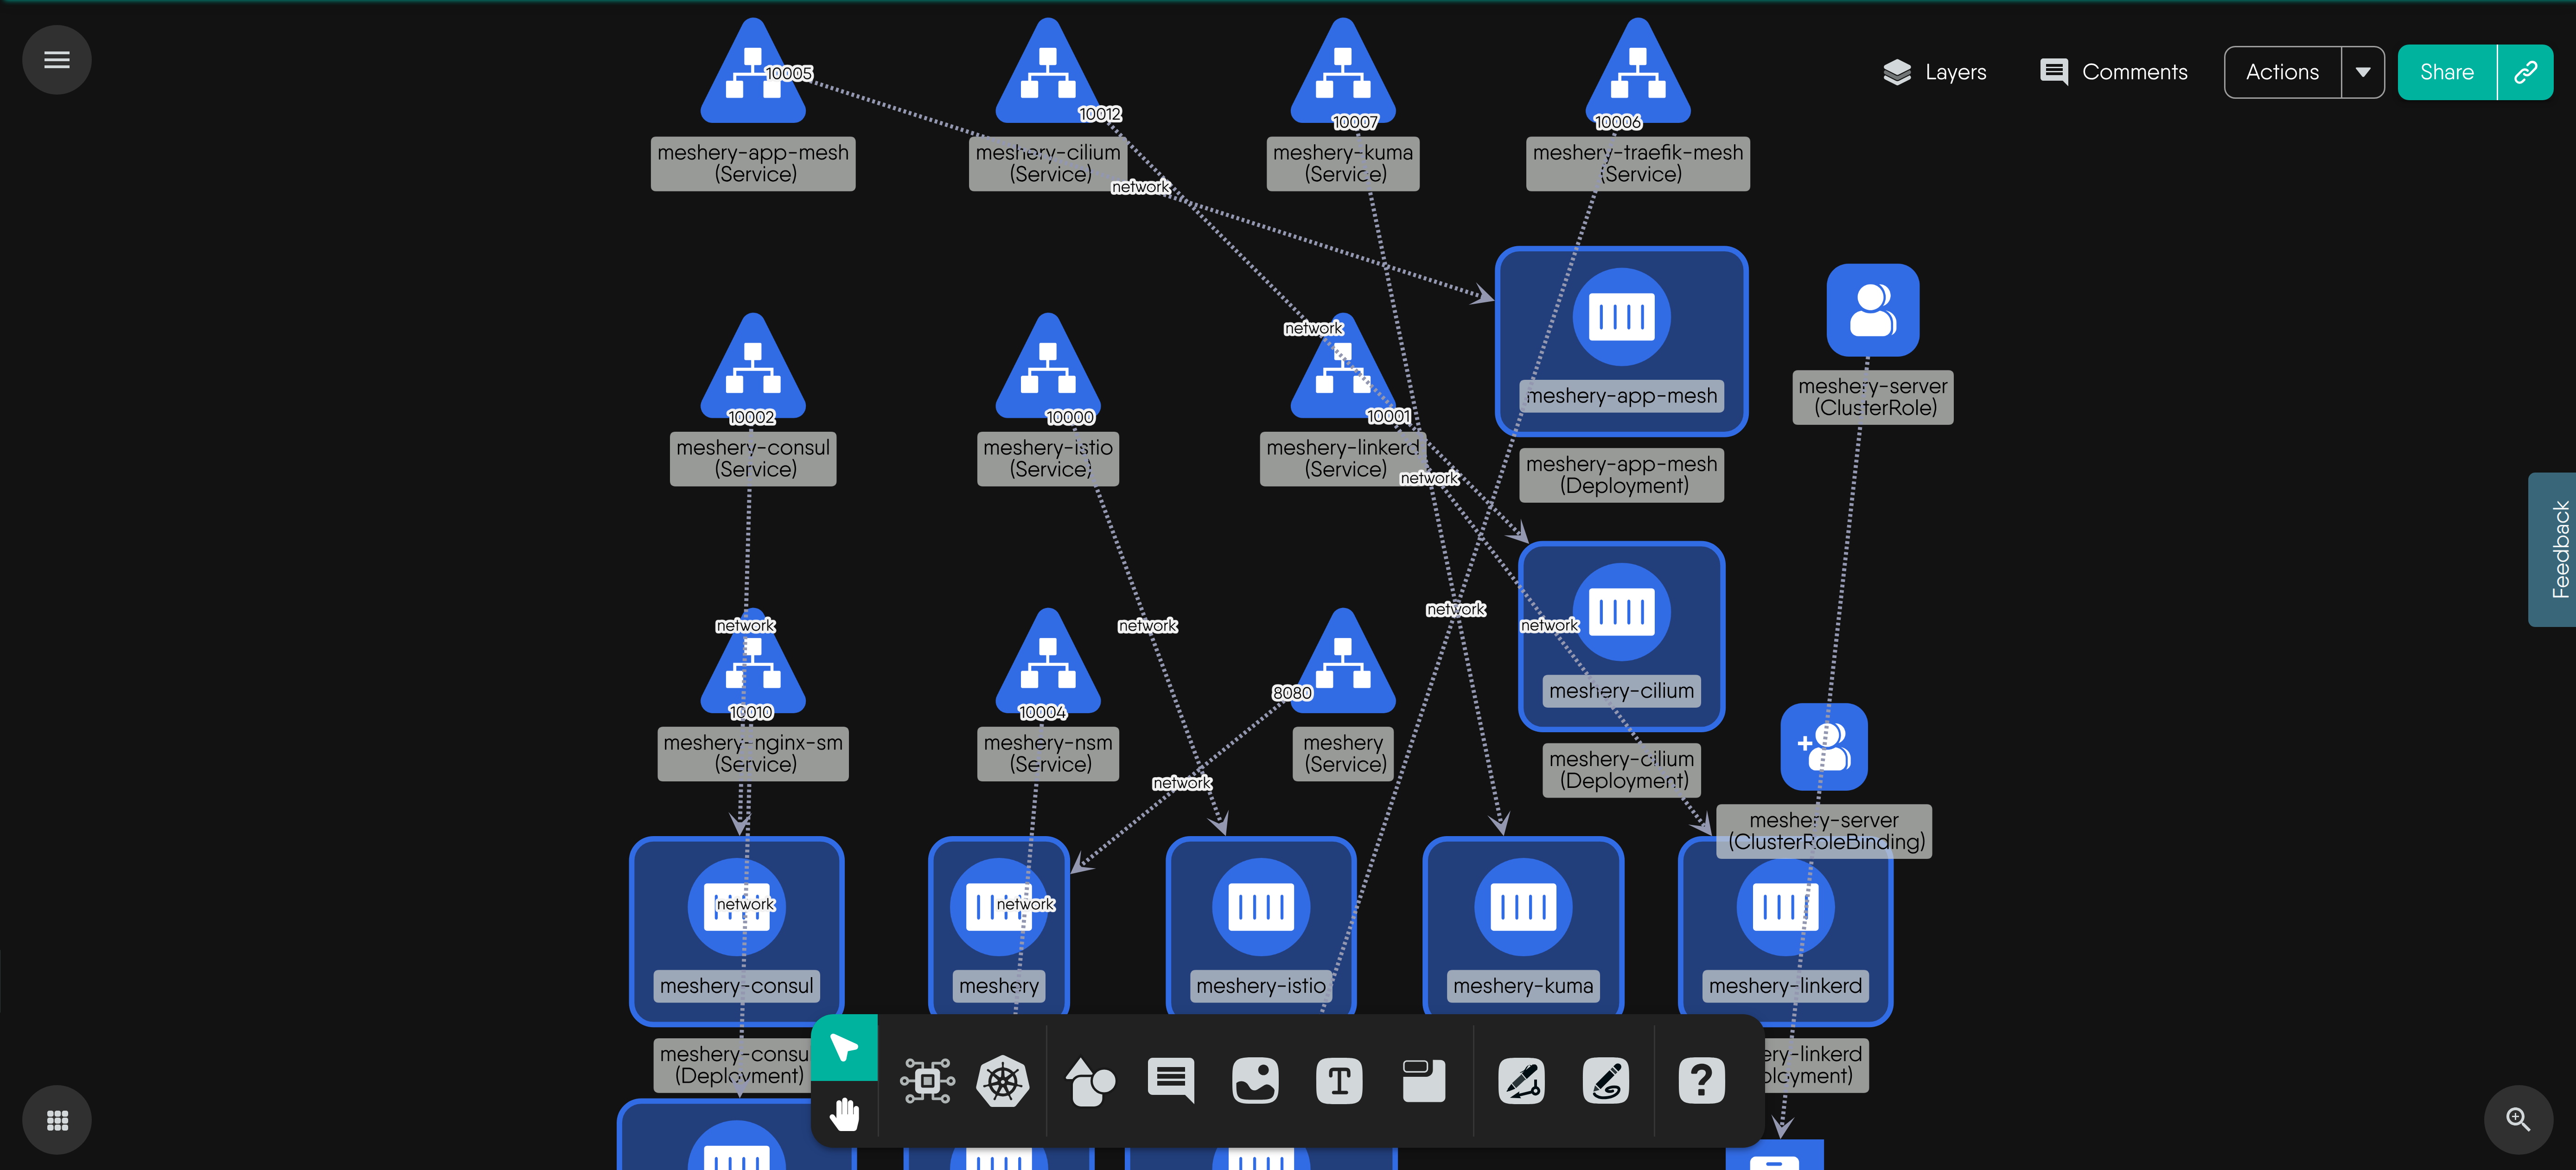 10005
10012
10007
10006
Layers
Comments
Actions
Share
meshery-app-mesh
(Service)
meshery-cilium
(Service)
meshery-kuma
(Service)
meshery-traefik-mesh
(Service)
network
network
meshery-app-mesh
meshery-app-mesh
(Deployment)
meshery-server
(ClusterRole)
10002
10000
10001
meshery-consul
(Service)
meshery-istio
(Service)
meshery-linkerd
(Service)
network
Feedback
network
network
network
network
meshery-cilium
meshery-cilium
(Deployment)
10010
10004
8080
meshery-nginx-sm
(Service)
meshery-nsm
(Service)
meshery
(Service)
network
meshery-server
(ClusterRoleBinding)
network
network
meshery-consul
meshery
meshery-istio
meshery-kuma
meshery-linkerd
meshery-consu
(Deployment)
ery-linkerd
ployment)